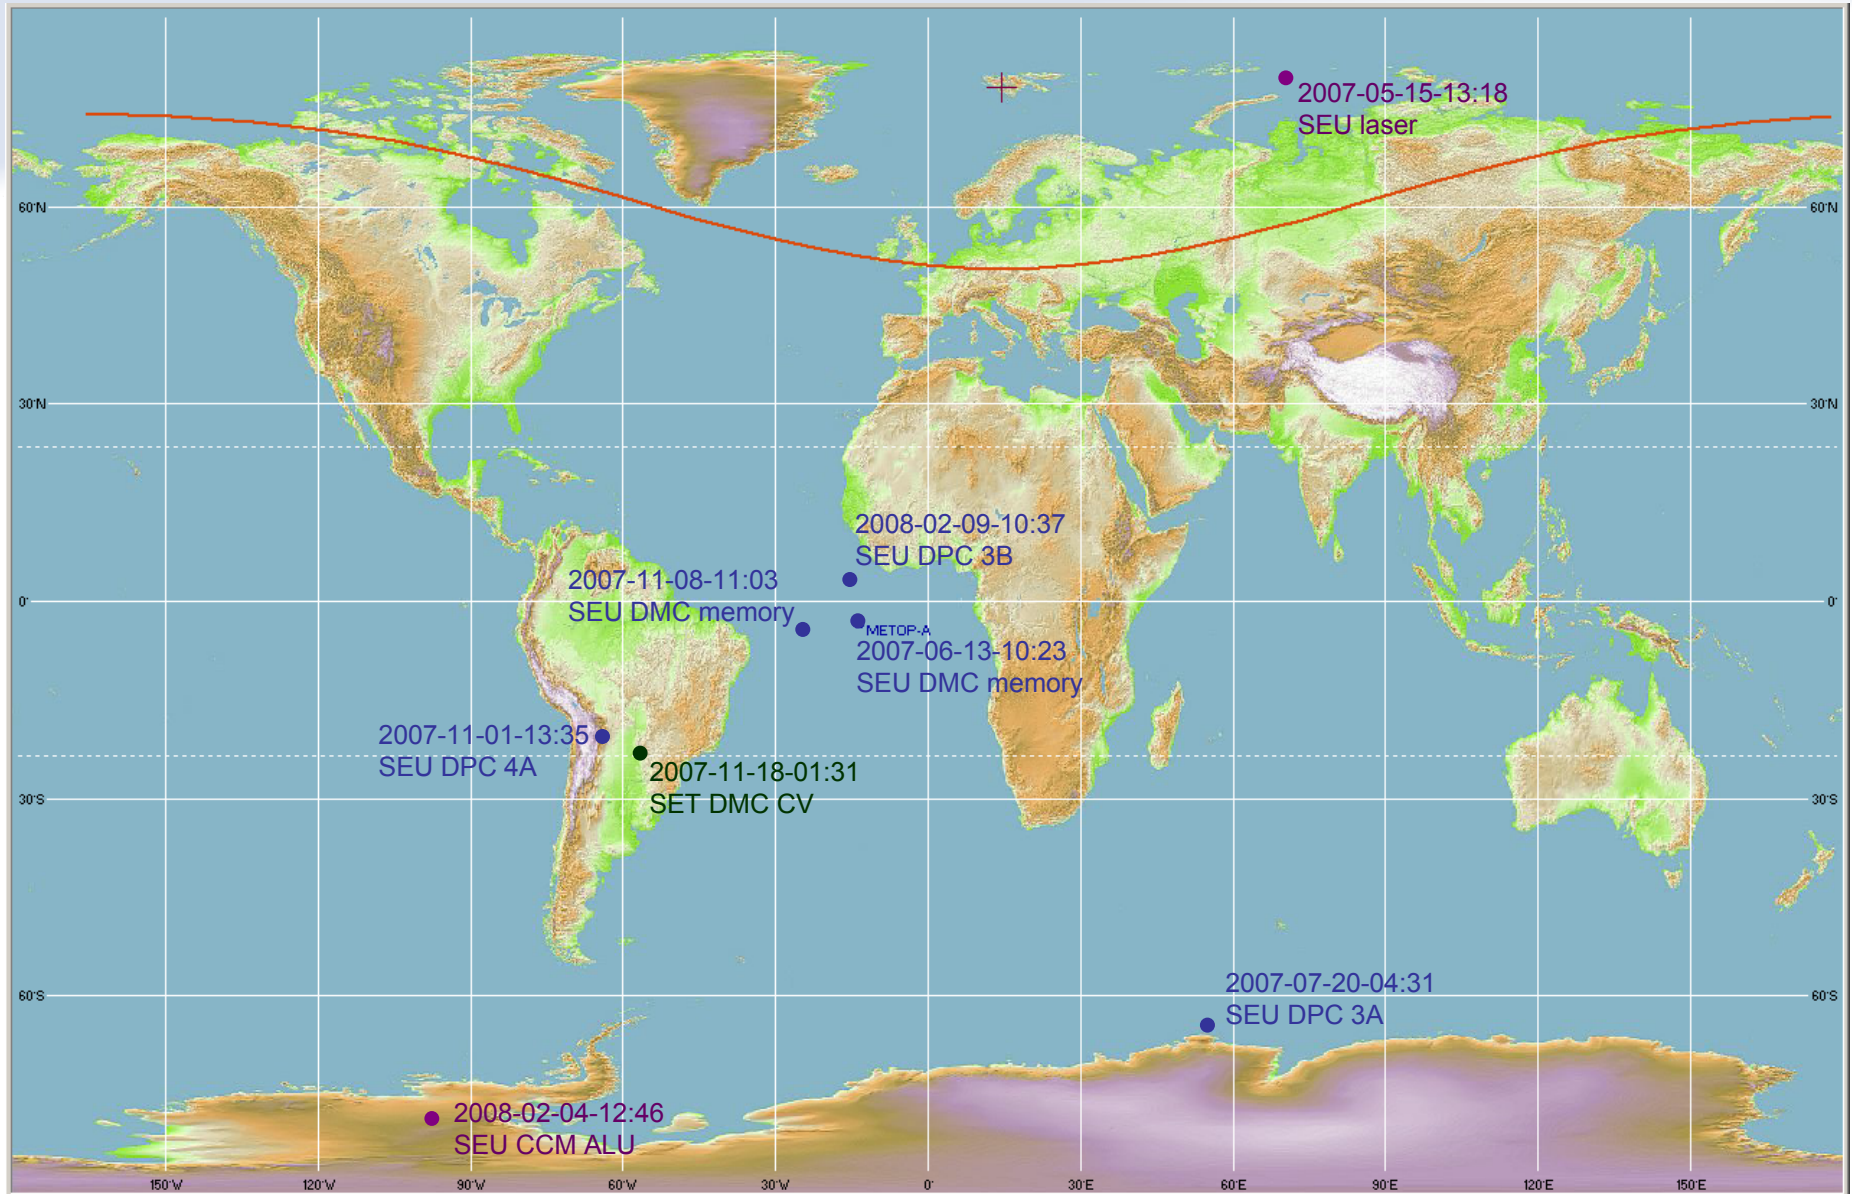 2007-05-15-13:18
SEU laser
60°N
60°N
30°N
30°N
2008-02-09-10:37
SEU DPC 3B
2007-11-08-11:03
SEU DMC memory
0°
0°
METOP-A
2007-06-13-10:23
SEU DMC memory
2007-11-01-13:35
SEU DPC 4A
2007-11-18-01:31
SET DMC CV
30°S
30°S
2007-07-20-04:31
SEU DPC 3A
60°S
60°S
2008-02-04-12:46
SEU CCM ALU
150°W 120°W 90°W 60°W 30°W 0° 30°E 60°E 90°E 120°E 150°E